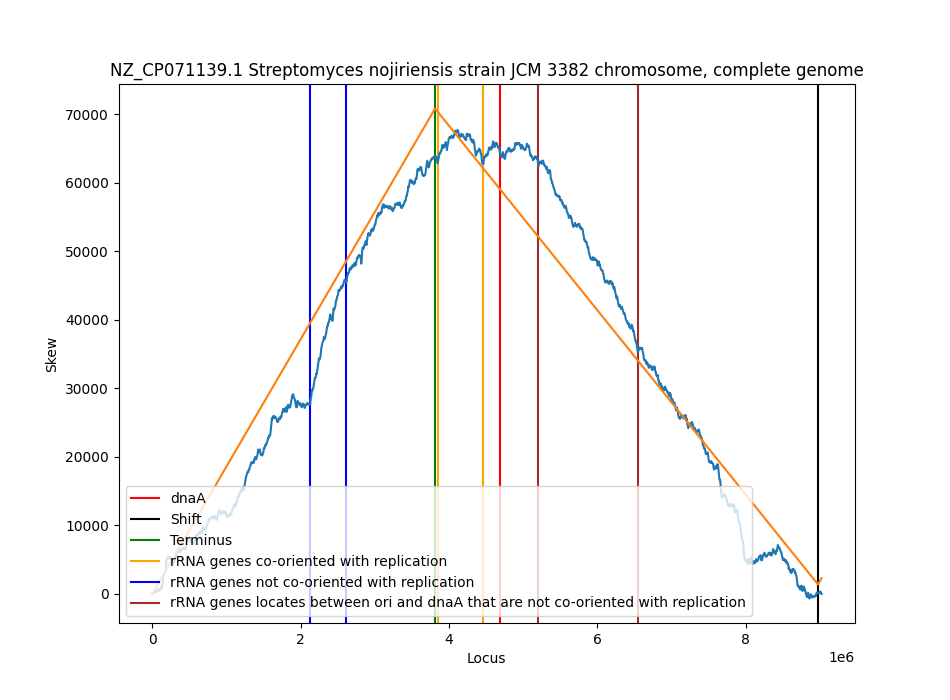 NZ_CP071139.1 Streptomyces nojiriensis strain JCM 3382 chromosome, complete genome
70000
60000
50000
40000
30000
20000
10000
0
Skew
dnaA
Shift
Terminus
rRNA genes co-oriented with replication
rRNA genes not co-oriented with replication
rRNA genes locates between ori and dnaA that are not co-oriented with replication
0 2 4 6 8
1e6
Locus